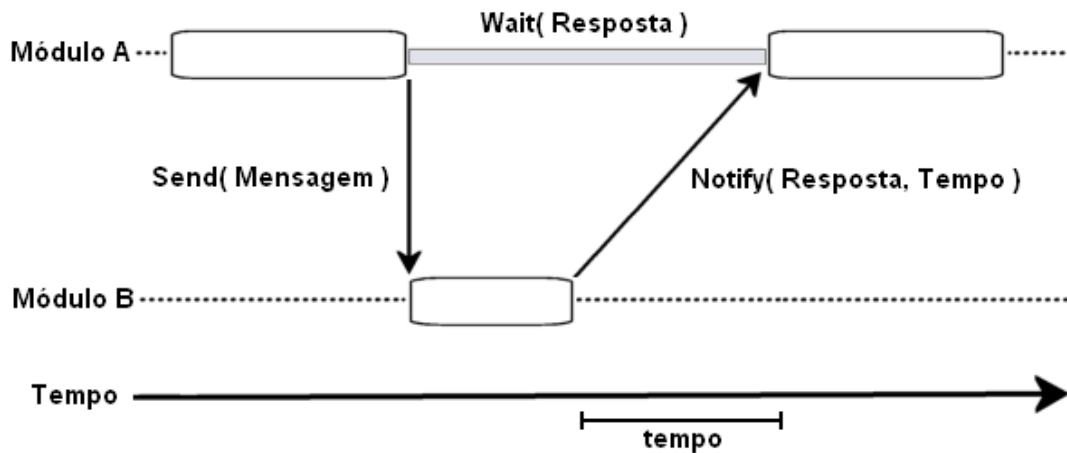 Wait( Resposta )
Módulo A
Send( Mensagem )
Notify( Resposta, Tempo )
Módulo B
Tempo
tempo